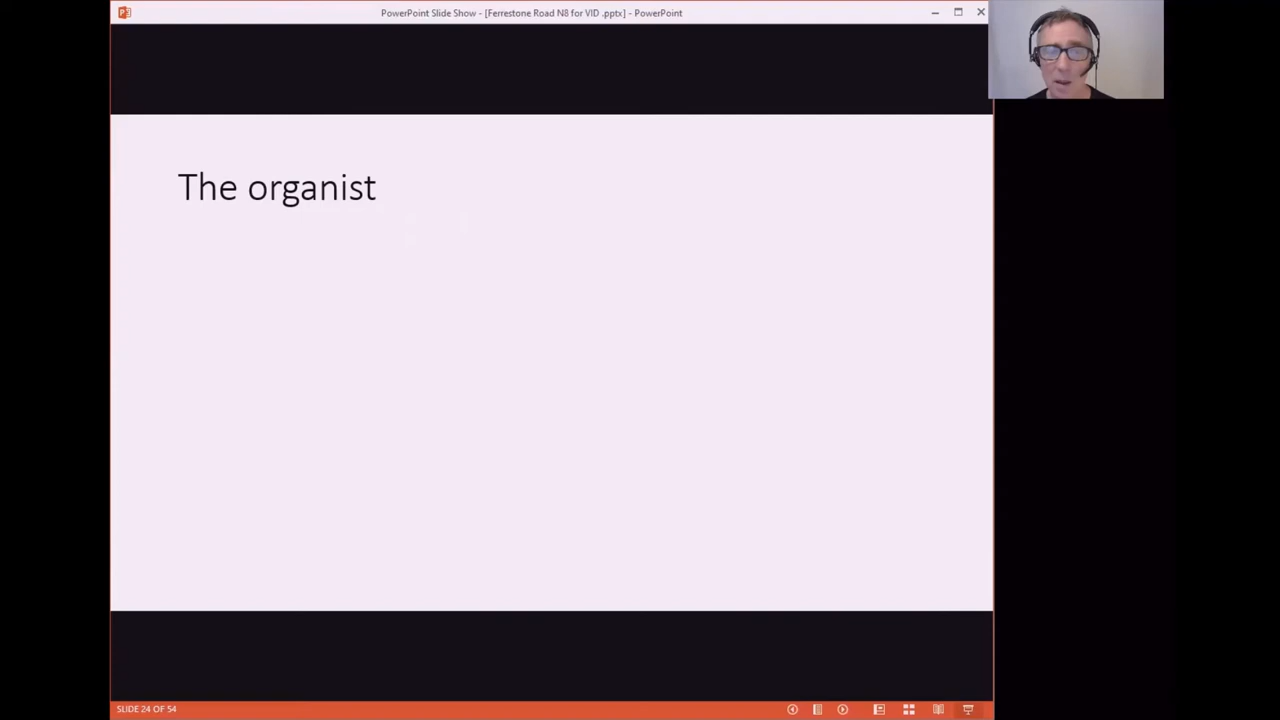 PowerPoint Slide Show - [Ferrestone Road N8 for VID .pptx] - PowerPoint
The organist
SLIDE 24 OF 54